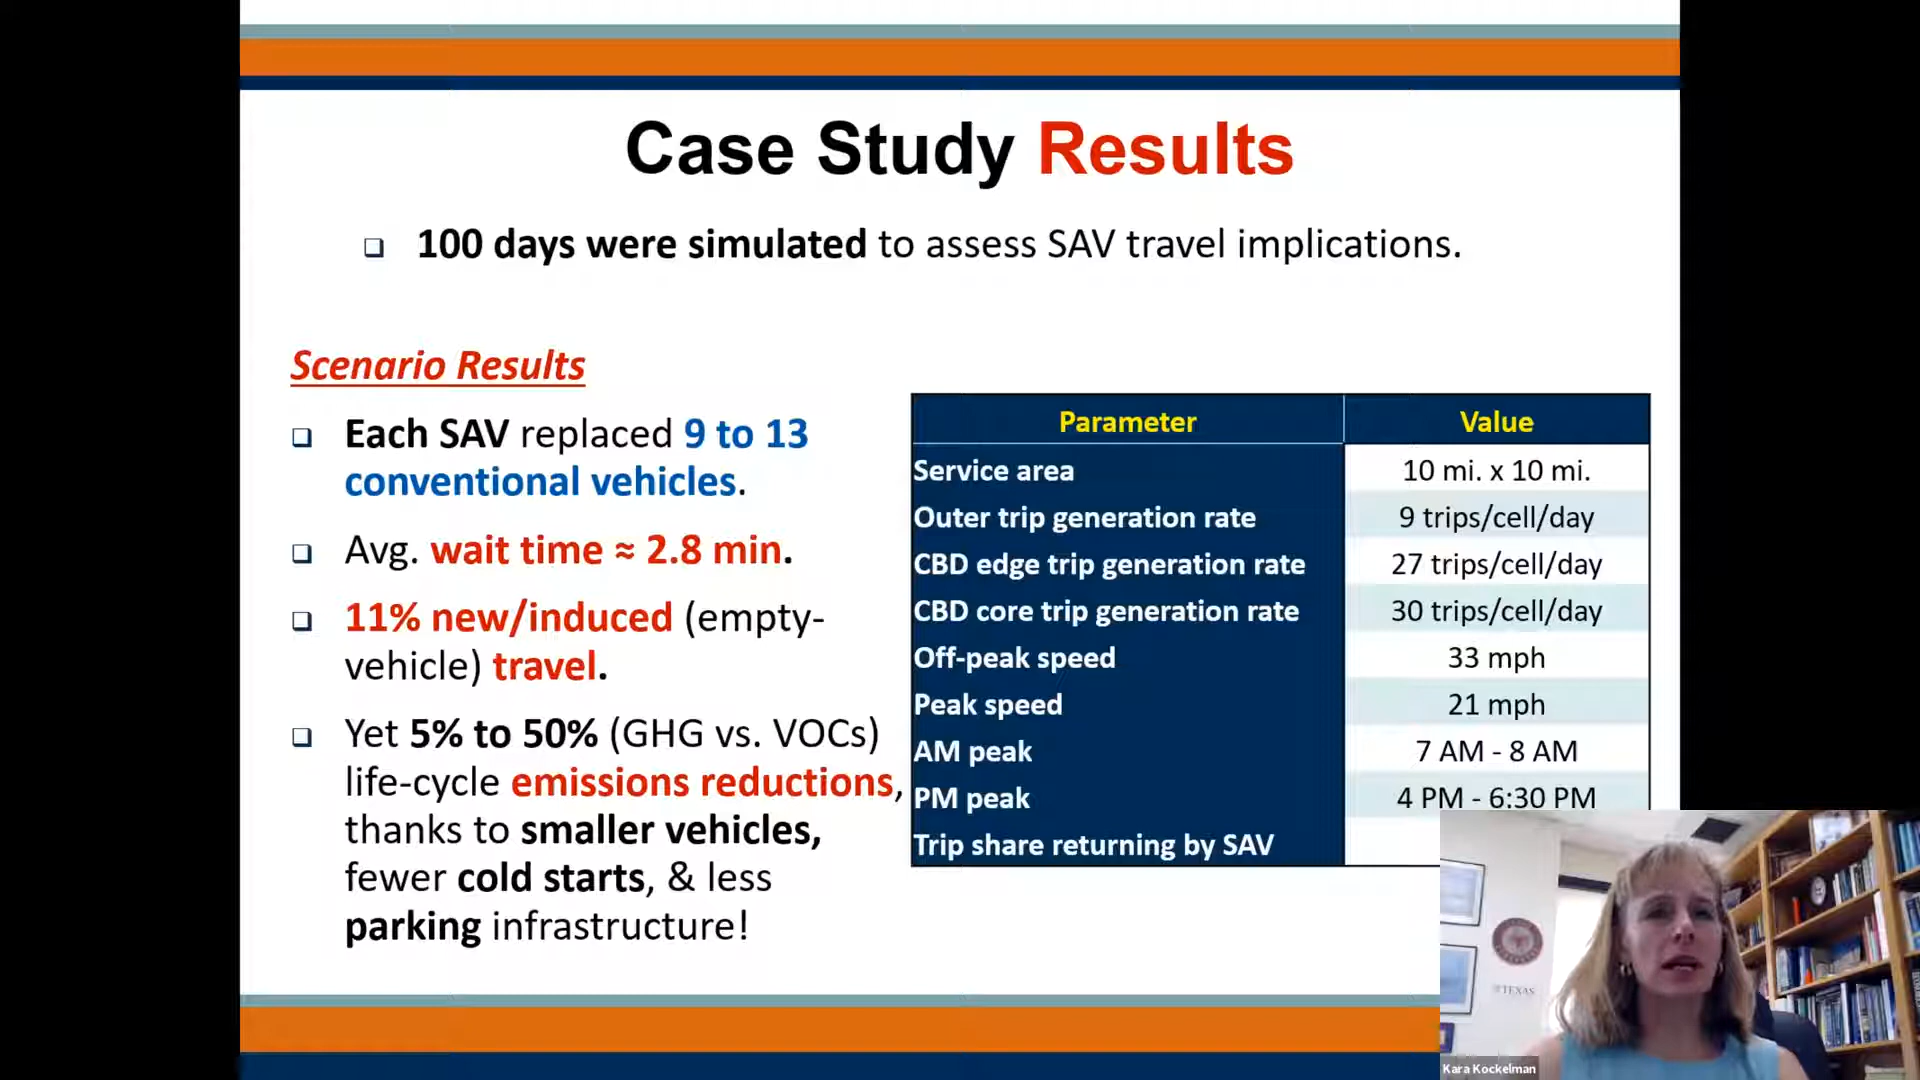 Case Study Results
❑ 100 days were simulated to assess SAV travel implications.
Scenario Results
❑ Each SAV replaced 9 to 13
conventional vehicles.
❑ Avg. wait time ≈ 2.8 min.
❑ 11% new/induced (empty-
vehicle) travel.
❑ Yet 5% to 50% (GHG vs. VOCs)
life-cycle emissions reductions,
thanks to smaller vehicles,
fewer cold starts, & less
parking infrastructure!
Parameter Value
Service area 10 mi. x 10 mi.
Outer trip generation rate 9 trips/cell/day
CBD edge trip generation rate 27 trips/cell/day
CBD core trip generation rate 30 trips/cell/day
Off-peak speed 33 mph
Peak speed 21 mph
AM peak 7 AM - 8 AM
PM peak 4 PM - 6:30 PM
Trip share returning by SAV
TEXAS
Kara Kockelman